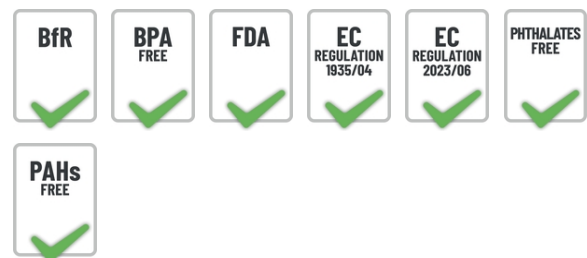 BfR
BPA
FREE
FDA
EC
REGULATION
1935/04
EC
REGULATION
2023/06
PHTHALATES
FREE
PAHs
FREE